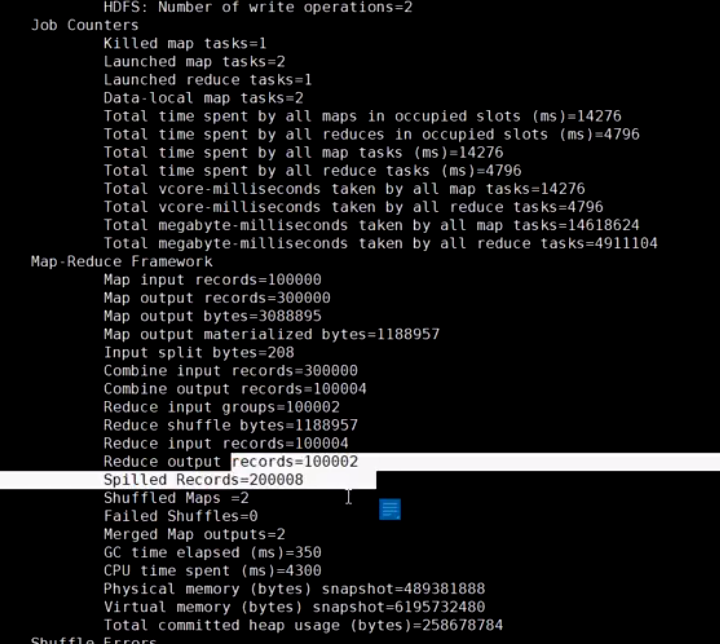 HDFS: Number of write operations=2
Job Counters
Killed map tasks=1
Launched map tasks=2
Launched reduce tasks=1
Data-local map tasks=2
Total time spent by all maps in occupied slots (ms)=14276
Total time spent by all reduces in occupied slots (ms)=4796
Total time spent by all map tasks (ms)=14276
Total time spent by all reduce tasks (ms)=4796
Total vcore-milliseconds taken by all map tasks=14276
Total vcore-milliseconds taken by all reduce tasks=4796
Total megabyte-milliseconds taken by all map tasks=14618624
Total megabyte-milliseconds taken by all reduce tasks=4911104
Map-Reduce Framework
Map input records=100000
Map output records=300000
Map output bytes=3088895
Map output materialized bytes=1188957
Input split bytes=208
Combine input records=300000
Combine output records=100004
Reduce input groups=100002
Reduce shuffle bytes=1188957
Reduce input records=100004
Reduce output records=100002
Spilled Records=200008
Shuffled Maps =2
Failed Shuffles=0
Merged Map outputs=2
GC time elapsed (ms)=350
CPU time spent (ms)=4300
Physical memory (bytes) snapshot=489381888
Virtual memory (bytes) snapshot=6195732480
Total committed heap usage (bytes)=258678784
Shuffle Errors